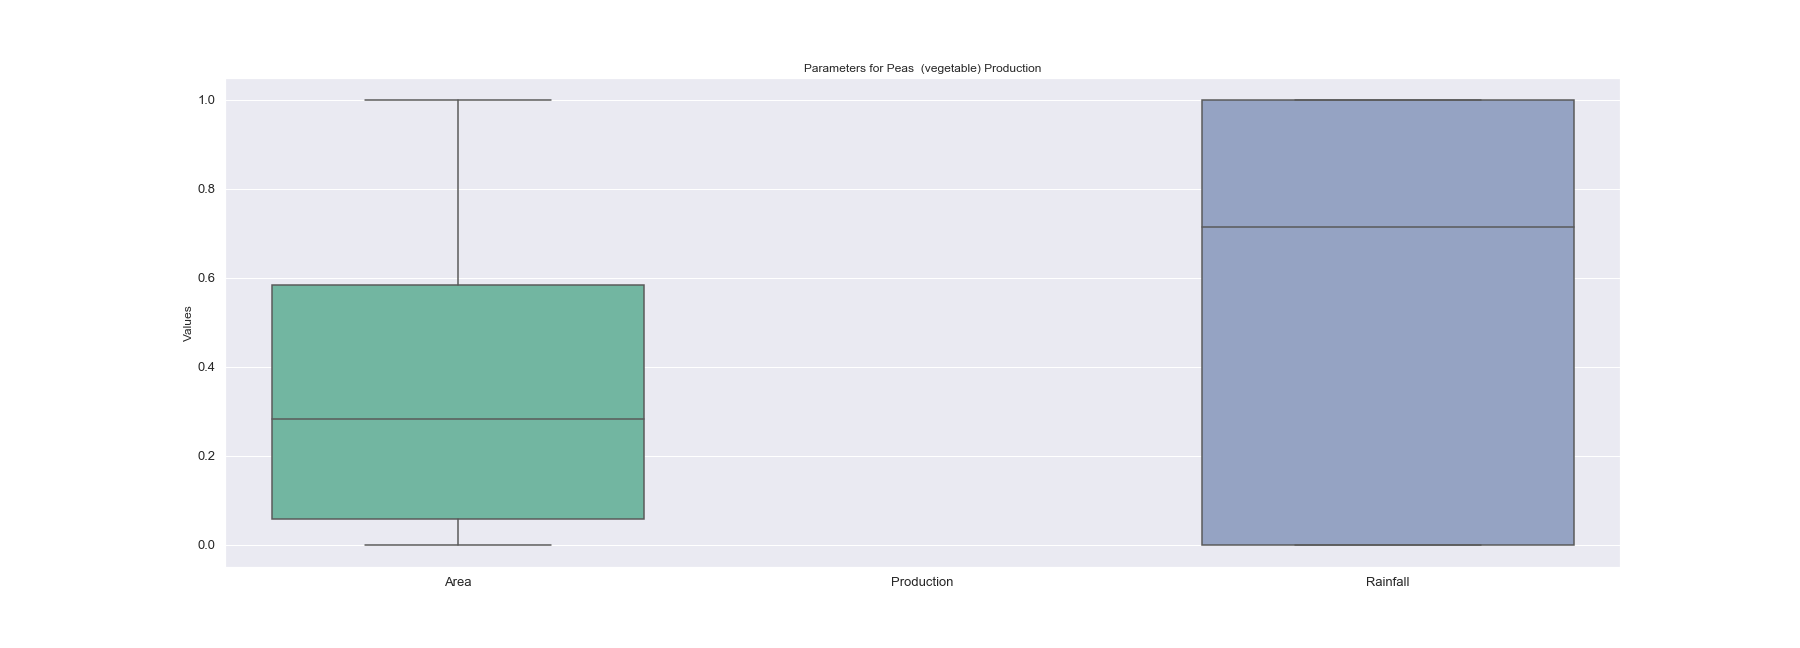 Parameters for Peas  (vegetable) Production
1.0
0.8
0.6
0.4
0.2
0.0
Values
Area
Production
Rainfall